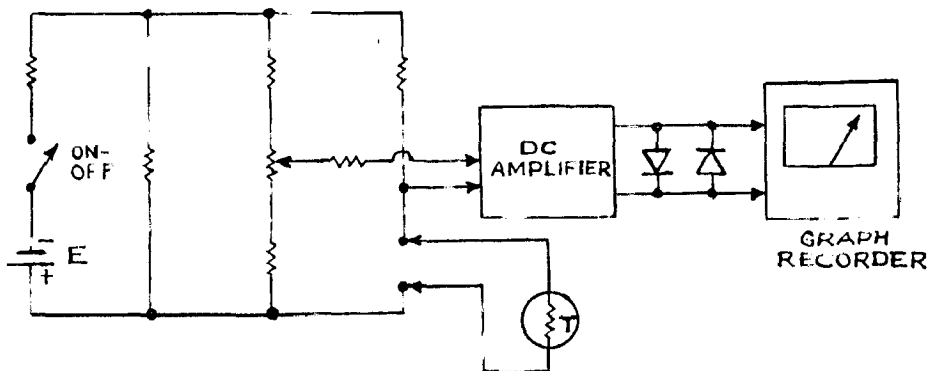 ON-
OFF
E
-
+
DC
AMPLIFIER
T
GRAPH
RECORDER